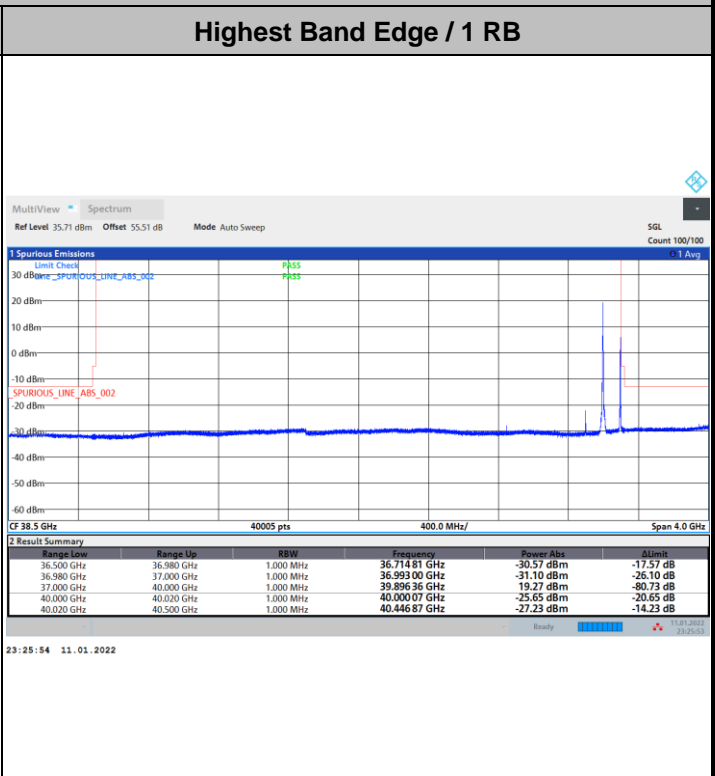 Highest Band Edge / 1 RB
MultiView Spectrum
Ref Level 35.71 dBm Offset 55.51 dB Mode Auto Sweep SGL
Count 100/100
1 Spurious Emissions 1 Avg
Limit Check PASS
30 dBm Line _SPURIOUS_LINE_ABS_002 PASS
20 dBm
10 dBm
0 dBm
-10 dBm
_SPURIOUS_LINE_ABS_002
-20 dBm
-30 dBm
-40 dBm
-50 dBm
-60 dBm
CF 38.5 GHz 40005 pts 400.0 MHz/ Span 4.0 GHz
2 Result Summary
Range Low Range Up RBW Frequency Power Abs ΔLimit
36.500 GHz 36.980 GHz 1.000 MHz 36.714 81 GHz -30.57 dBm -17.57 dB
36.980 GHz 37.000 GHz 1.000 MHz 36.993 00 GHz -31.10 dBm -26.10 dB
37.000 GHz 40.000 GHz 1.000 MHz 39.896 36 GHz 19.27 dBm -80.73 dB
40.000 GHz 40.020 GHz 1.000 MHz 40.000 07 GHz -25.65 dBm -20.65 dB
40.020 GHz 40.500 GHz 1.000 MHz 40.446 87 GHz -27.23 dBm -14.23 dB
Ready 11.01.2022
23:25:53
23:25:54 11.01.2022